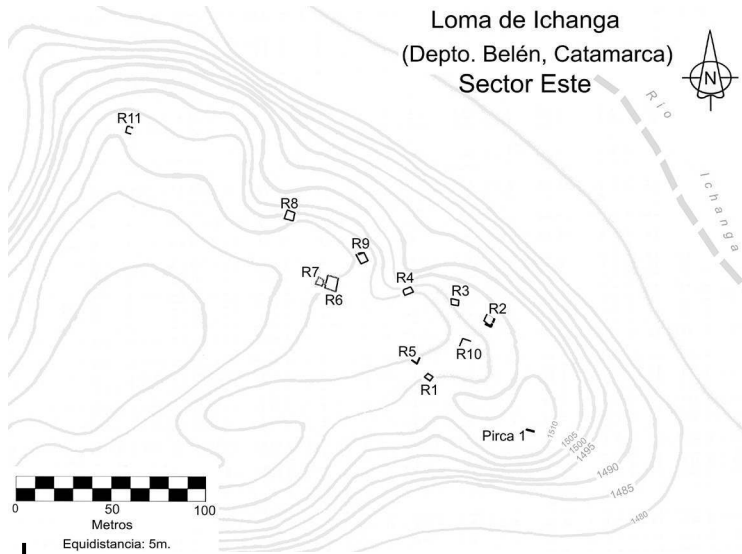 Loma de Ichanga
(Depto. Belén, Catamarca)
Sector Este
N
Río
Ichanga
R11
R8
R9
R7
R6
R4
R3
R2
R10
R5
R1
Pirca 1
1510
1505
1500
1495
1490
1485
1480
0 50 100
Metros
Equidistancia: 5m.